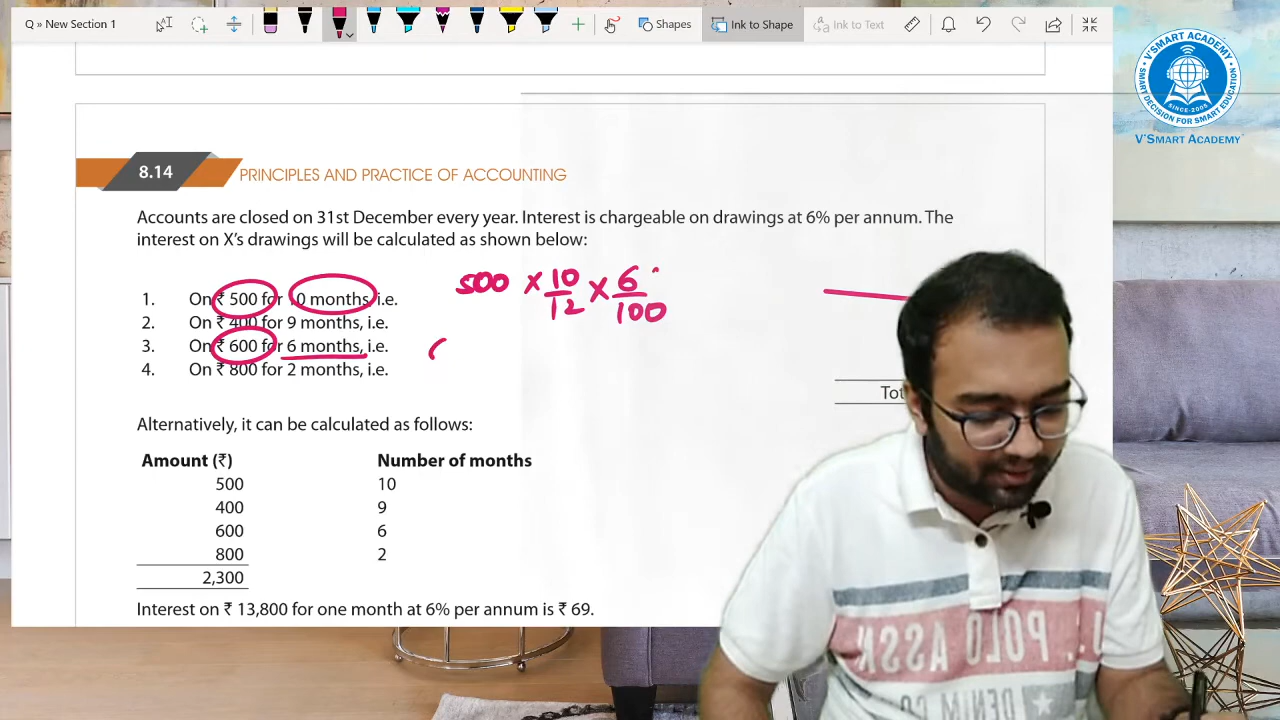 Q » New Section 1
Shapes
Ink to Shape
Ink to Text
V'SMART ACADEMY
SMART DECISION FOR SMART EDUCATION
SINCE-2005
V'SMART ACADEMY
8.14 PRINCIPLES AND PRACTICE OF ACCOUNTING
Accounts are closed on 31st December every year. Interest is chargeable on drawings at 6% per annum. The
interest on X's drawings will be calculated as shown below:
1. On ₹ 500 for 10 months, i.e. 500 × 10/12 × 6/100
2. On ₹ 400 for 9 months, i.e.
3. On ₹ 600 for 6 months, i.e.
4. On ₹ 800 for 2 months, i.e.
Alternatively, it can be calculated as follows:
Amount (₹) Number of months
500 10
400 9
600 6
800 2
2,300
Interest on ₹ 13,800 for one month at 6% per annum is ₹ 69.